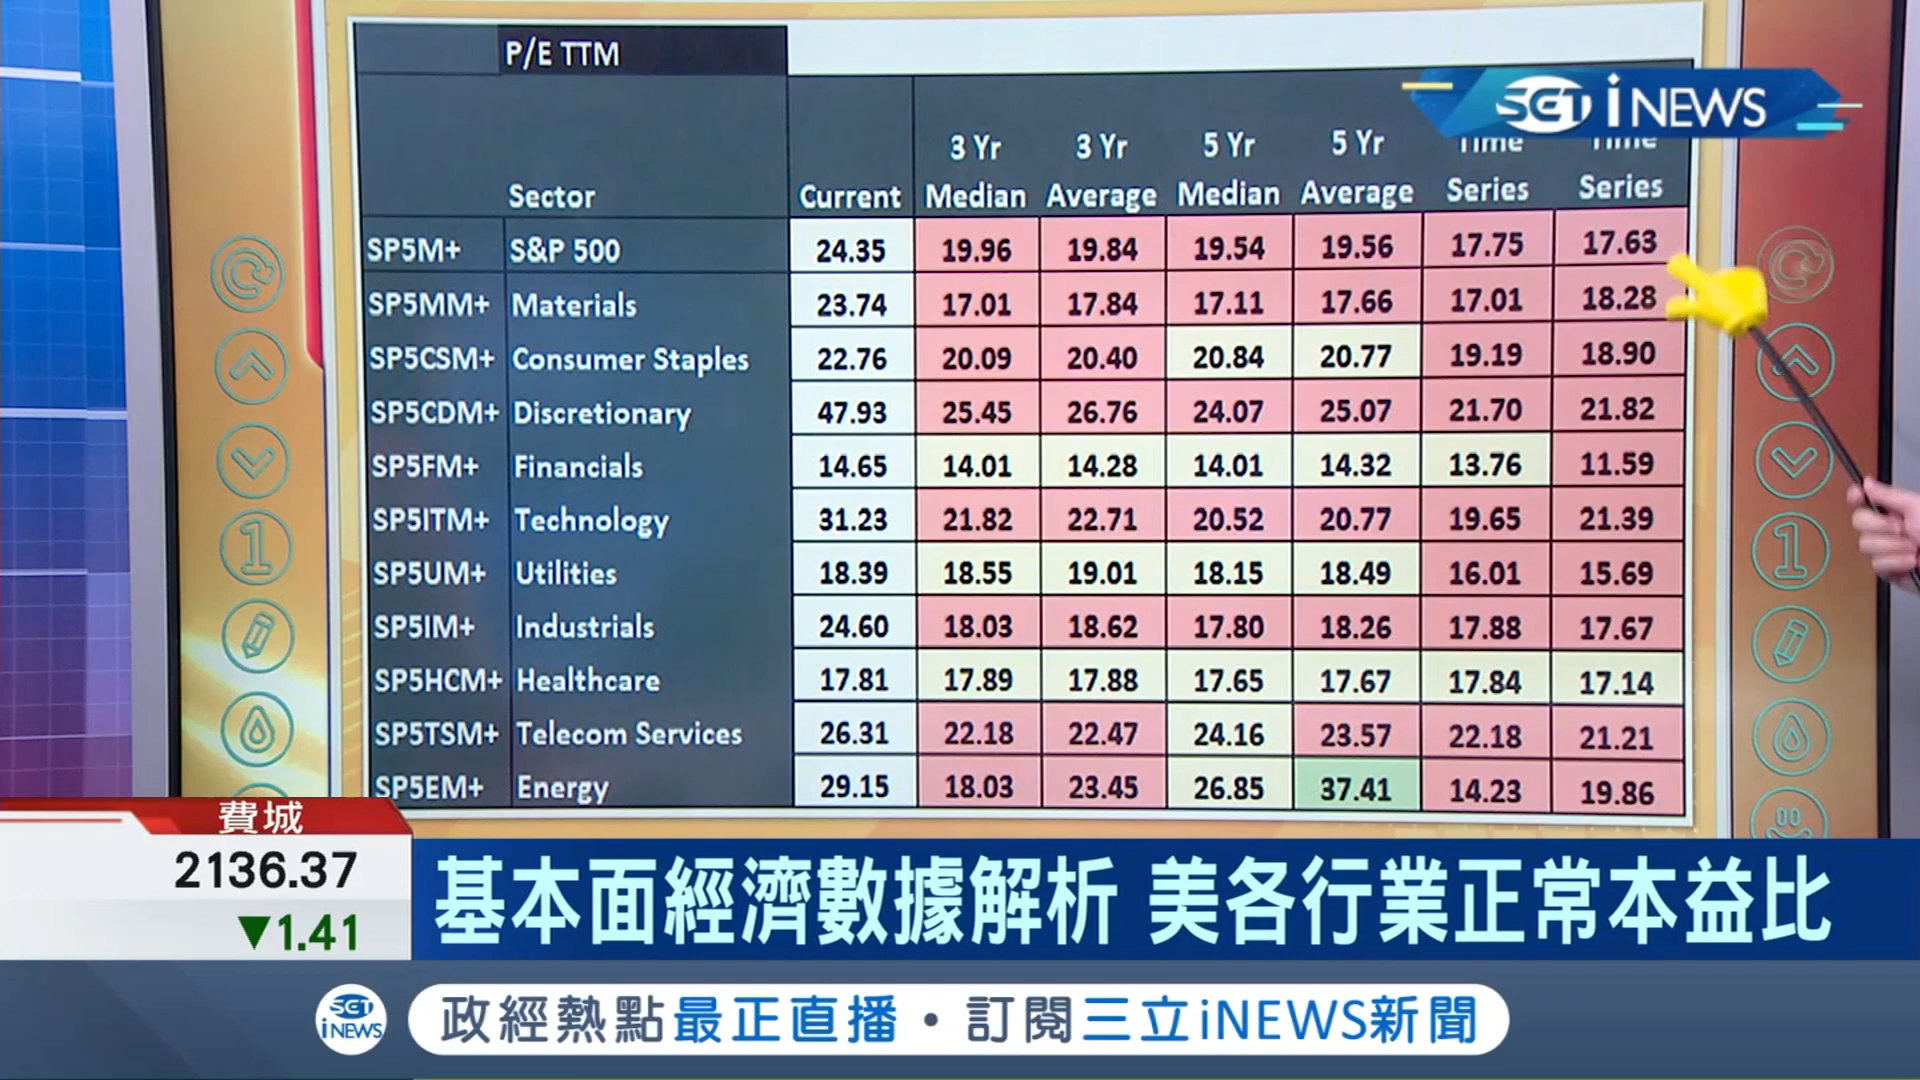 P/E TTM
SET iNEWS
Sector Current 3 Yr Median 3 Yr Average 5 Yr Median 5 Yr Average Time Series Time Series
SP5M+ S&P 500 24.35 19.96 19.84 19.54 19.56 17.75 17.63
SP5MM+ Materials 23.74 17.01 17.84 17.11 17.66 17.01 18.28
SP5CSM+ Consumer Staples 22.76 20.09 20.40 20.84 20.77 19.19 18.90
SP5CDM+ Discretionary 47.93 25.45 26.76 24.07 25.07 21.70 21.82
SP5FM+ Financials 14.65 14.01 14.28 14.01 14.32 13.76 11.59
SP5ITM+ Technology 31.23 21.82 22.71 20.52 20.77 19.65 21.39
SP5UM+ Utilities 18.39 18.55 19.01 18.15 18.49 16.01 15.69
SP5IM+ Industrials 24.60 18.03 18.62 17.80 18.26 17.88 17.67
SP5HCM+ Healthcare 17.81 17.89 17.88 17.65 17.67 17.84 17.14
SP5TSM+ Telecom Services 26.31 22.18 22.47 24.16 23.57 22.18 21.21
SP5EM+ Energy 29.15 18.03 23.45 26.85 37.41 14.23 19.86
1
1
費城
2136.37
▼1.41
基本面經濟數據解析 美各行業正常本益比
SET iNEWS
政經熱點最正直播・訂閱三立iNEWS新聞